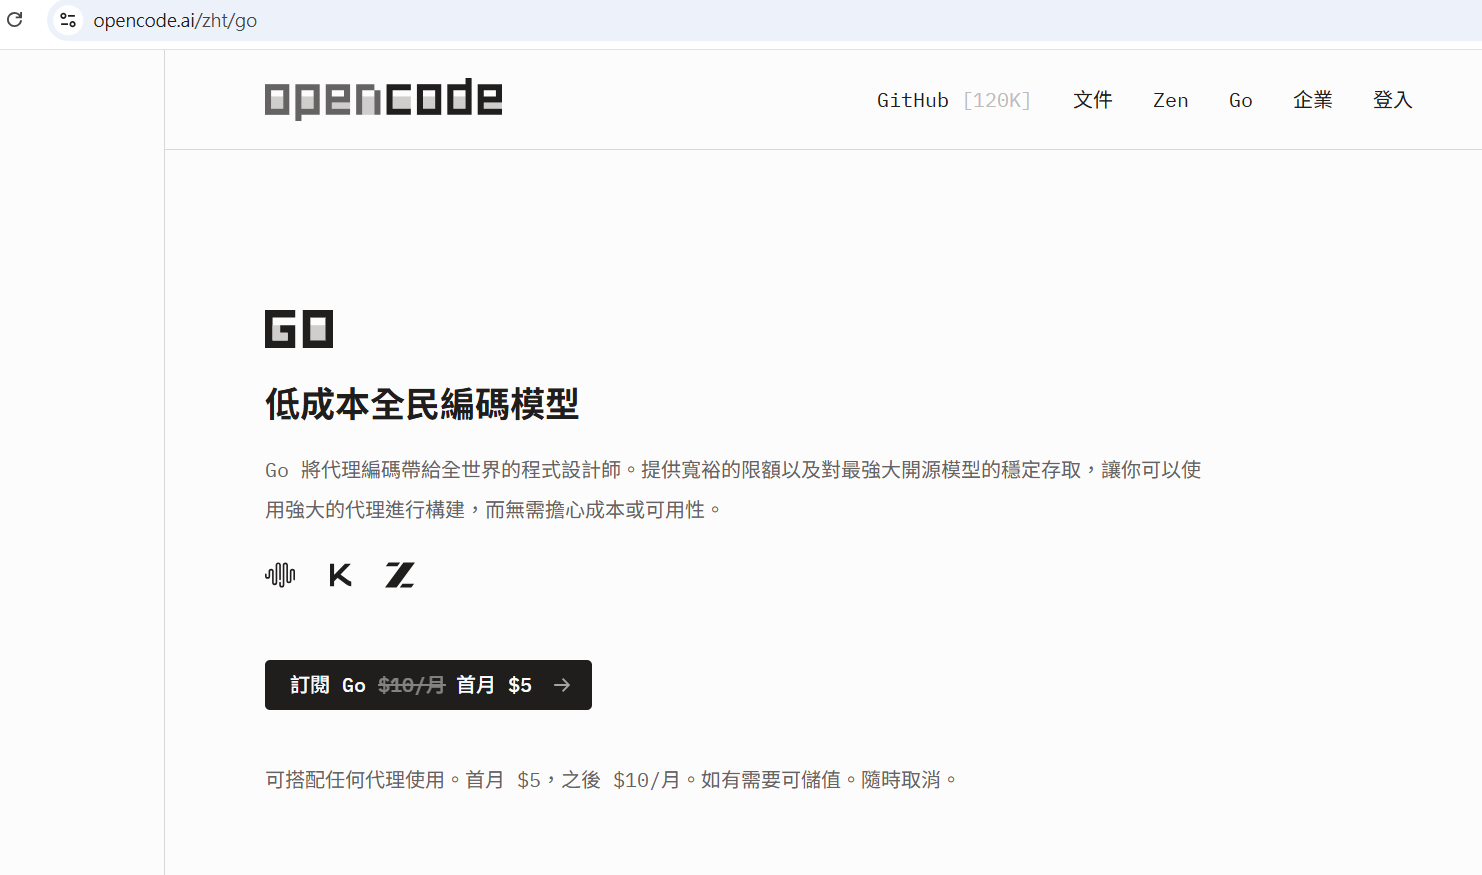 opencode.ai/zht/go
opencode
GitHub [120K] 文件 Zen Go 企業 登入
GO
低成本全民編碼模型
Go 將代理編碼帶給全世界的程式設計師。提供寬裕的限額以及對最強大開源模型的穩定存取，讓你可以使
用強大的代理進行構建，而無需擔心成本或可用性。
訂閱 Go $10/月 首月 $5 →
可搭配任何代理使用。首月 $5，之後 $10/月。如有需要可儲值。隨時取消。